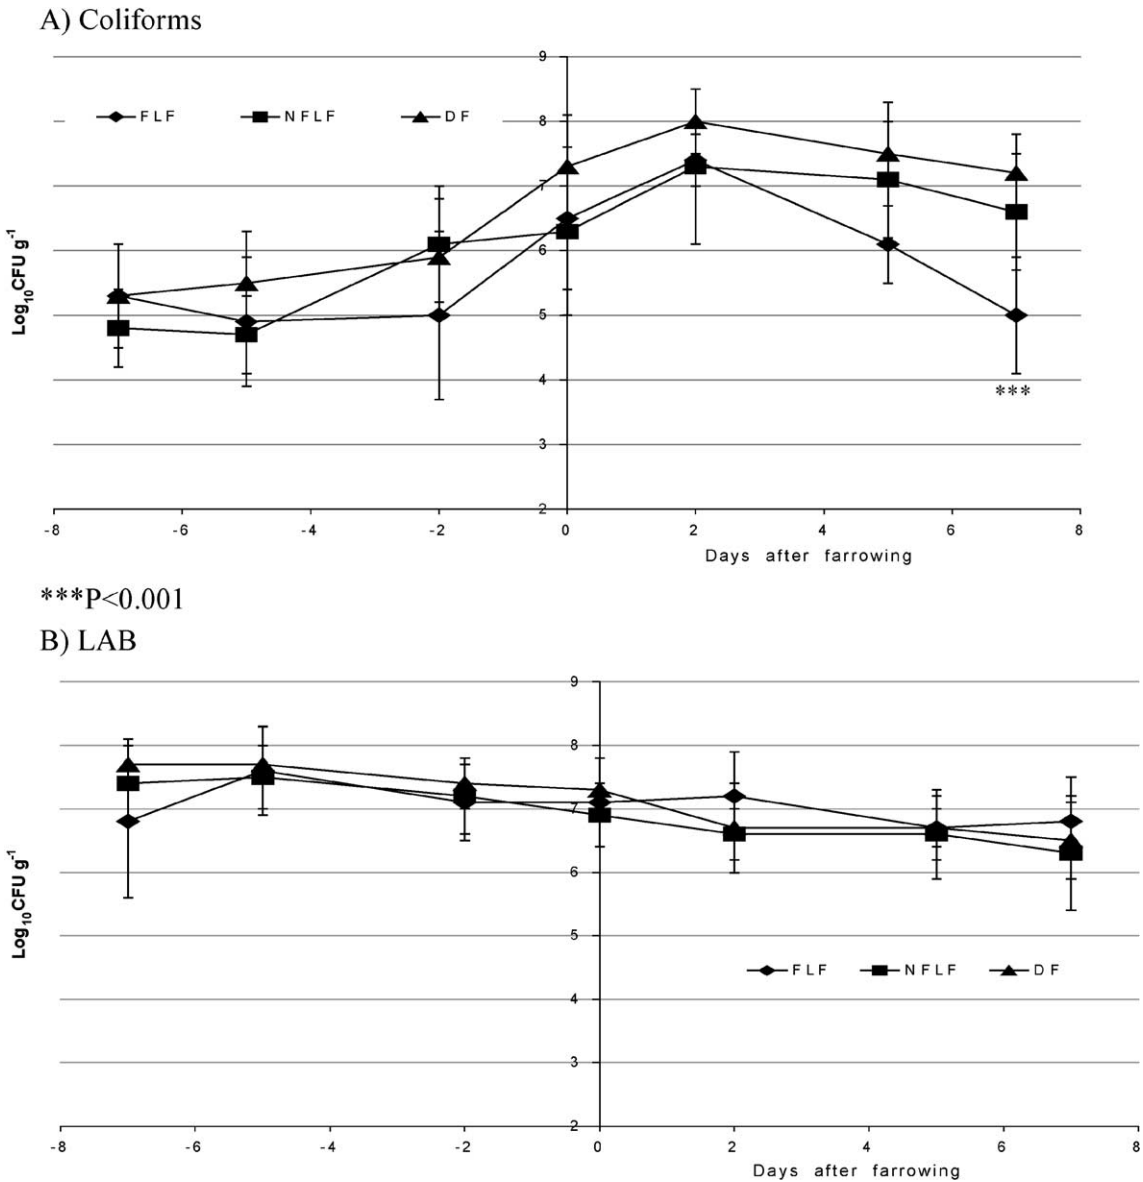 A) Coliforms
9
FLF NFLF DF
8
7
6
5
4
***
3
2
-8 -6 -4 -2 0 2 4 6 8
Log10CFU g-1
Days after farrowing
***P<0.001
B) LAB
9
8
7
6
5
FLF NFLF DF
4
3
2
-8 -6 -4 -2 0 2 4 6 8
Log10CFU g-1
Days after farrowing